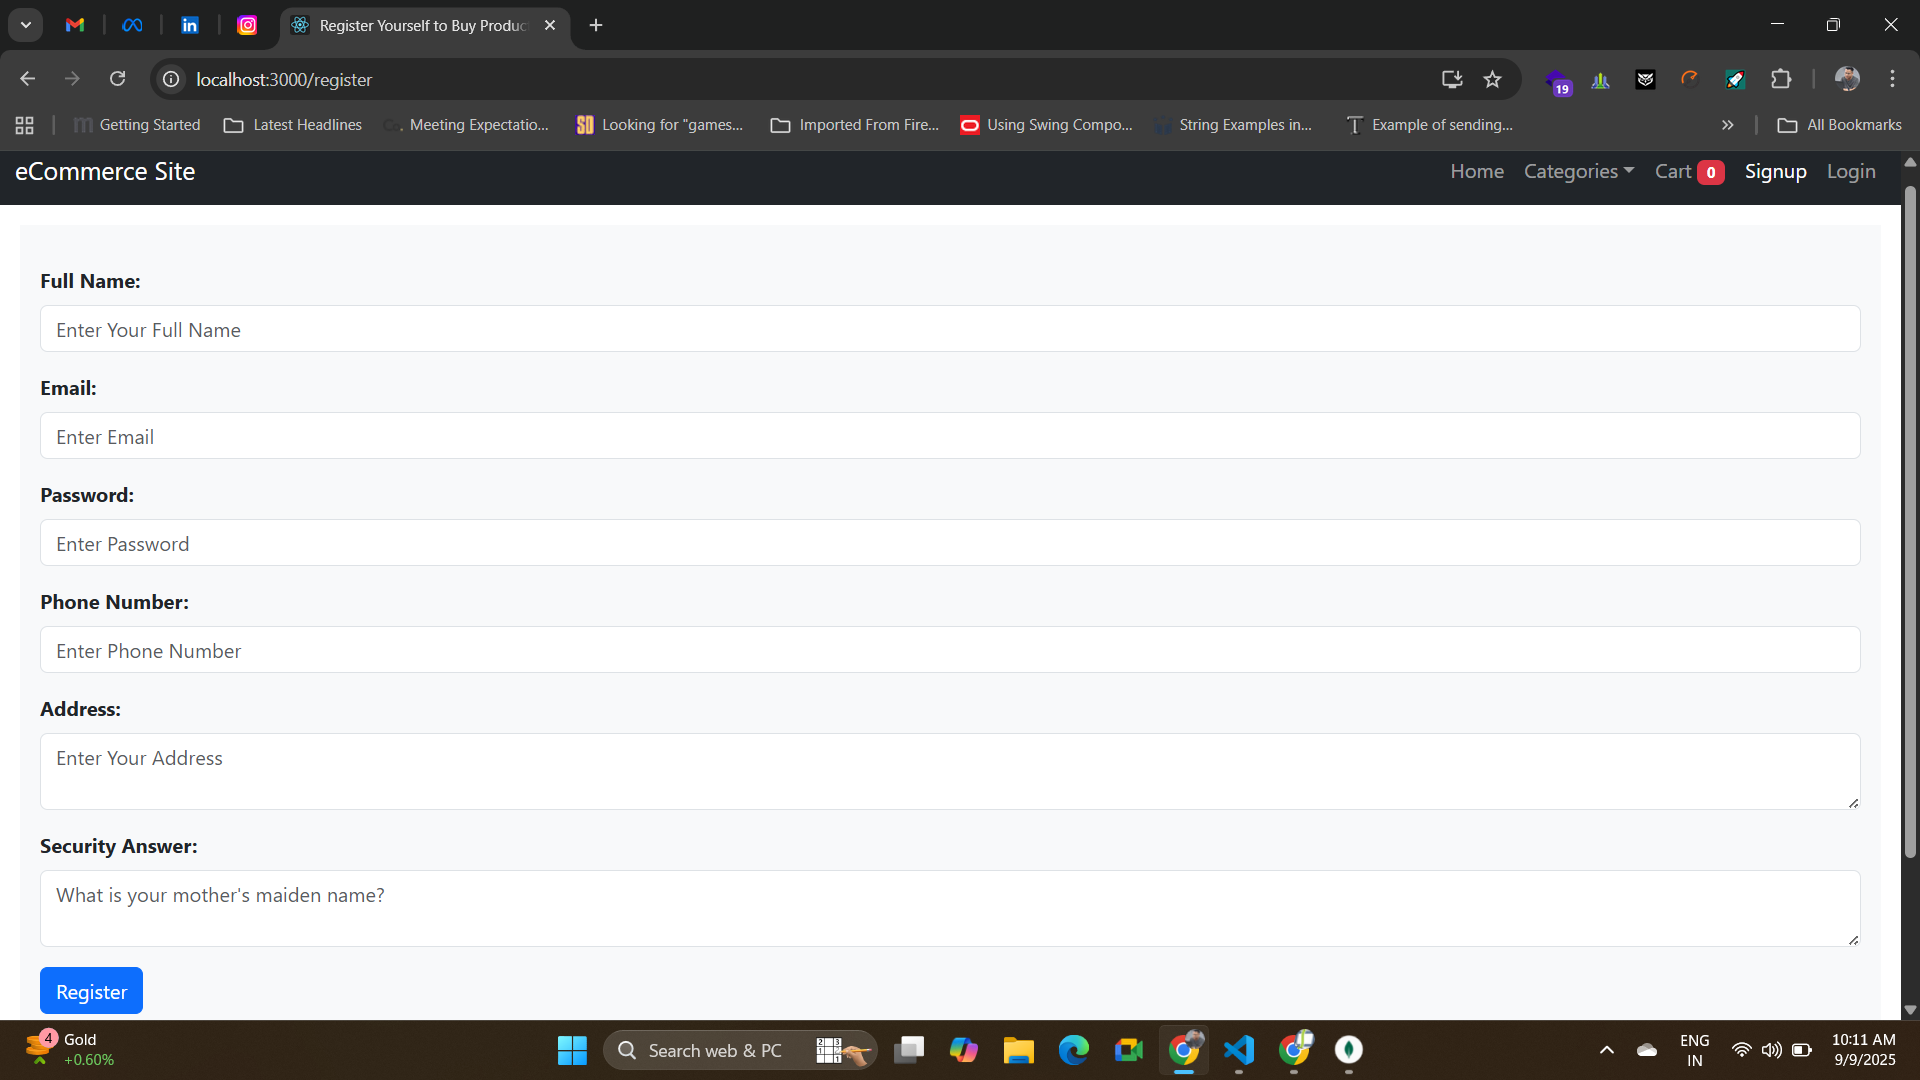 Register Yourself to Buy Produc
localhost:3000/register
19
Getting Started
Latest Headlines
Meeting Expectatio...
Looking for "games...
Imported From Fire...
Using Swing Compo...
String Examples in...
Example of sending...
All Bookmarks
eCommerce Site
Home
Categories
Cart 0
Signup
Login
Full Name:
Enter Your Full Name
Email:
Enter Email
Password:
Enter Password
Phone Number:
Enter Phone Number
Address:
Enter Your Address
Security Answer:
What is your mother's maiden name?
Register
4
Gold
+0.60%
Search web & PC
ENG
IN
10:11 AM
9/9/2025